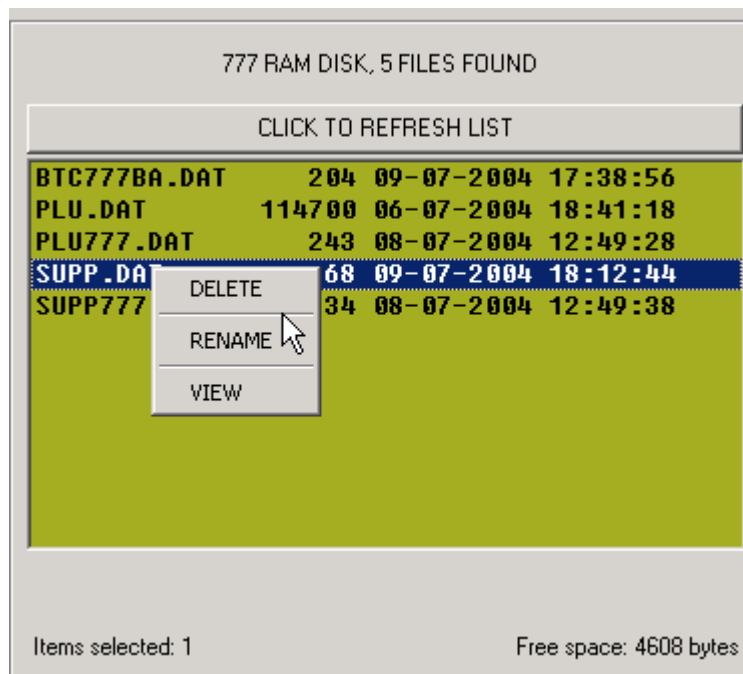 777 RAM DISK, 5 FILES FOUND
CLICK TO REFRESH LIST
BTC777BA.DAT 204 09-07-2004 17:38:56
PLU.DAT 114700 06-07-2004 18:41:18
PLU777.DAT 243 08-07-2004 12:49:28
SUPP.DAT 68 09-07-2004 18:12:44
SUPP777 34 08-07-2004 12:49:38
DELETE
RENAME
VIEW
Items selected: 1
Free space: 4608 bytes